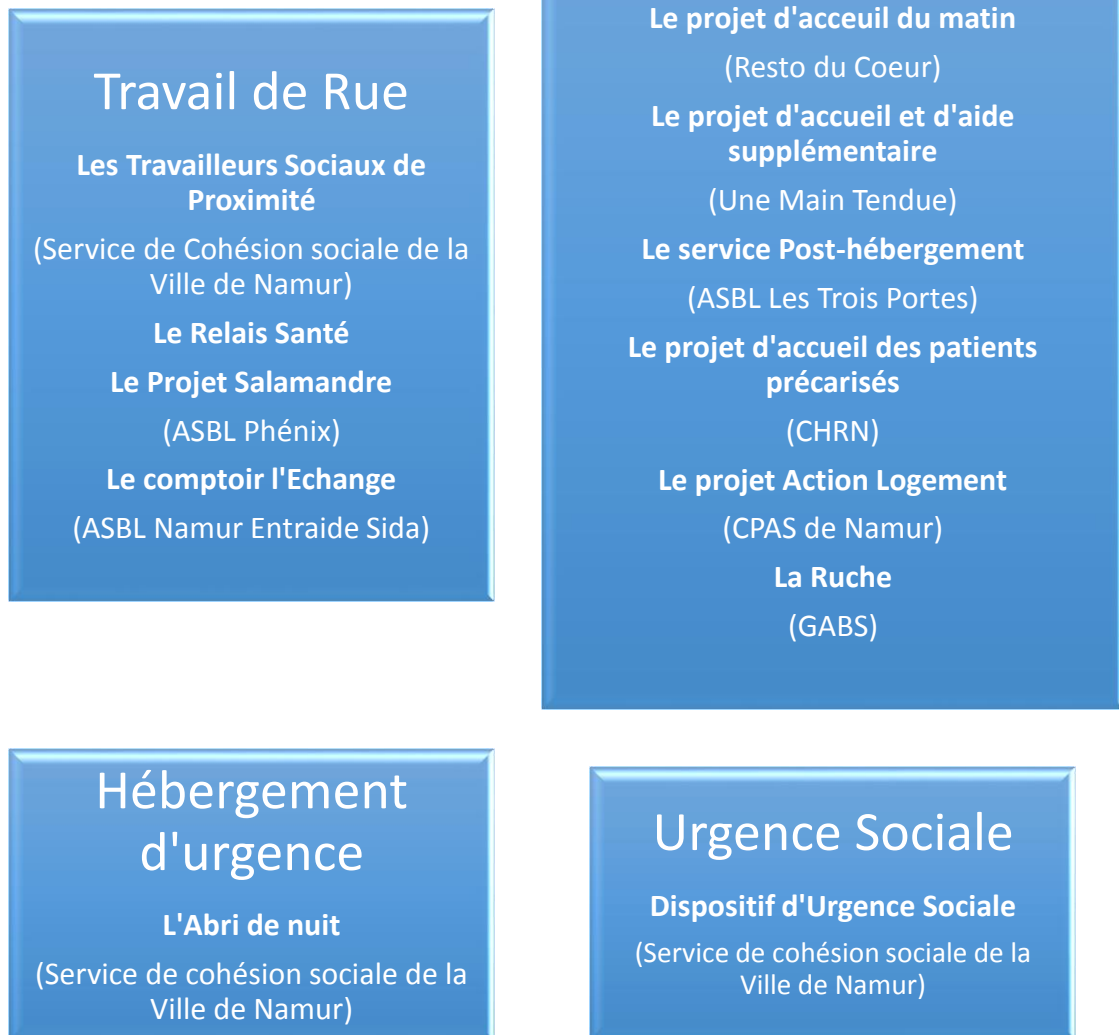 Travail de Rue
Les Travailleurs Sociaux de
Proximité
(Service de Cohésion sociale de la
Ville de Namur)
Le Relais Santé
Le Projet Salamandre
(ASBL Phénix)
Le comptoir l'Echange
(ASBL Namur Entraide Sida)
Le projet d'acceuil du matin
(Resto du Coeur)
Le projet d'accueil et d'aide
supplémentaire
(Une Main Tendue)
Le service Post-hébergement
(ASBL Les Trois Portes)
Le projet d'accueil des patients
précarisés
(CHRN)
Le projet Action Logement
(CPAS de Namur)
La Ruche
(GABS)
Hébergement
d'urgence
L'Abri de nuit
(Service de cohésion sociale de la
Ville de Namur)
Urgence Sociale
Dispositif d'Urgence Sociale
(Service de cohésion sociale de la
Ville de Namur)